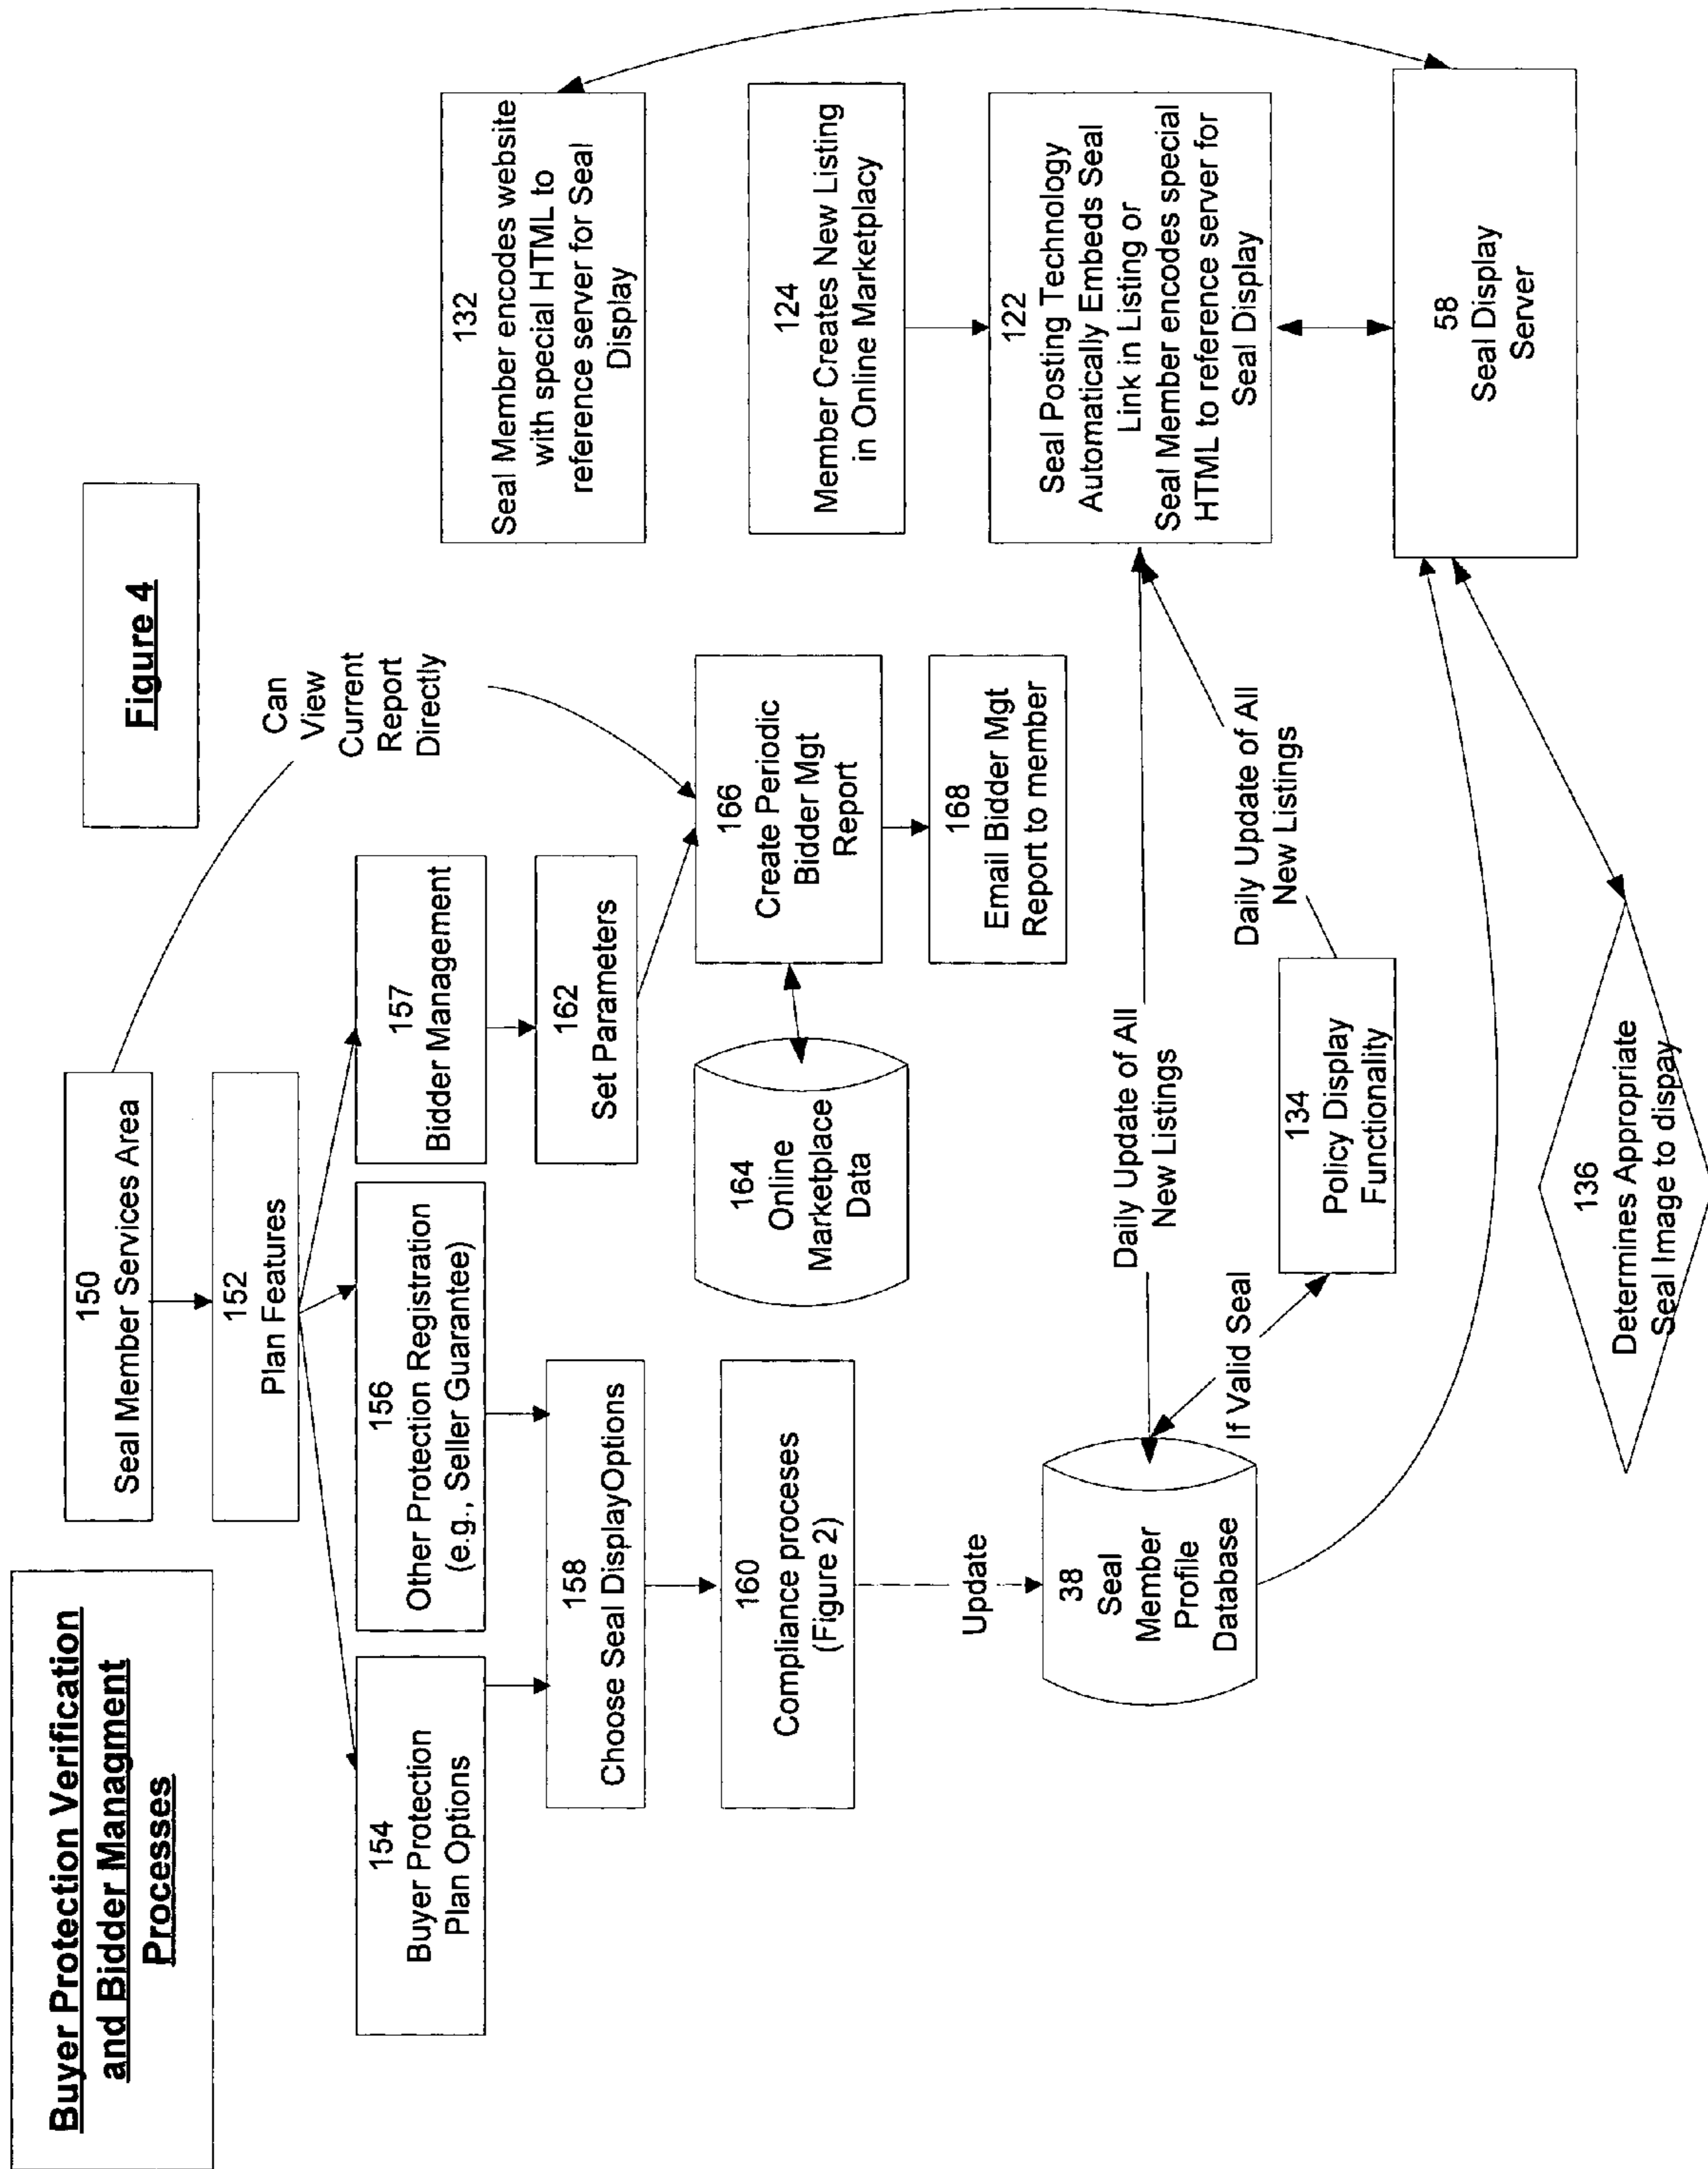 Buyer Protection Verification
and Bidder Managment
Processes
Figure 4
150
Seal Member Services Area
152
Plan Features
Can
View
Current
Report
Directly
154
Buyer Protection
Plan Options
156
Other Protection Registration
(e.g., Seller Guarantee)
157
Bidder Management
158
Choose Seal DisplayOptions
162
Set Parameters
160
Compliance proceses
(Figure 2)
164
Online
Marketplace
Data
166
Create Periodic
Bidder Mgt
Report
168
Email Bidder Mgt
Report to member
132
Seal Member encodes website
with special HTML to
reference server for Seal
Display
124
Member Creates New Listing
in Online Marketplacy
122
Seal Posting Technology
Automatically Embeds Seal
Link in Listing or
Seal Member encodes special
HTML to reference server for
Seal Display
Update
38
Seal
Member
Profile
Database
Daily Update of All
New Listings
If Valid Seal
134
Policy Display
Functionality
Daily Update of All
New Listings
58
Seal Display
Server
136
Determines Appropriate
Seal Image to dispay